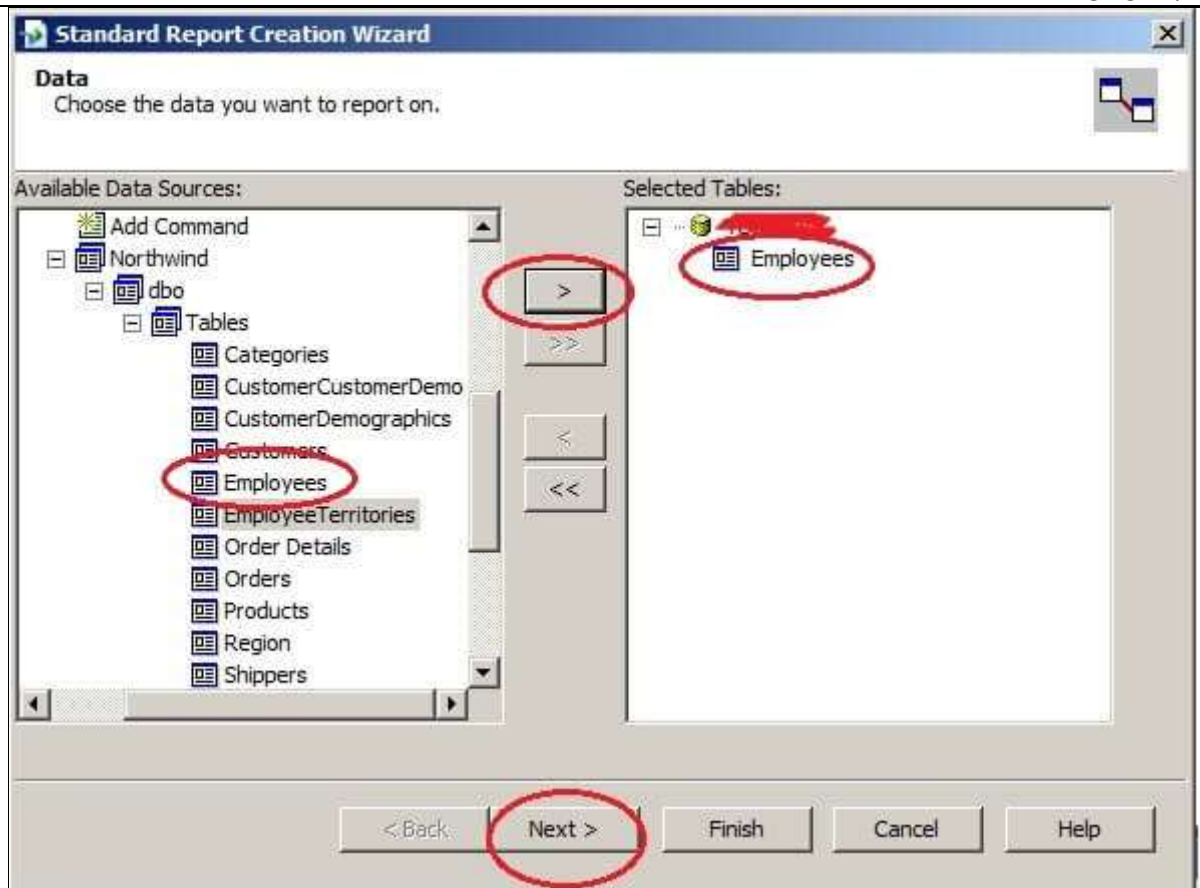 Standard Report Creation Wizard
Data
Choose the data you want to report on.
Available Data Sources:
Selected Tables:
Add Command
Northwind
dbo
Tables
Categories
CustomerCustomerDemo
CustomerDemographics
Customers
Employees
EmployeeTerritories
Order Details
Orders
Products
Region
Shippers
>
>>
<
<<
Employees
< Back
Next >
Finish
Cancel
Help